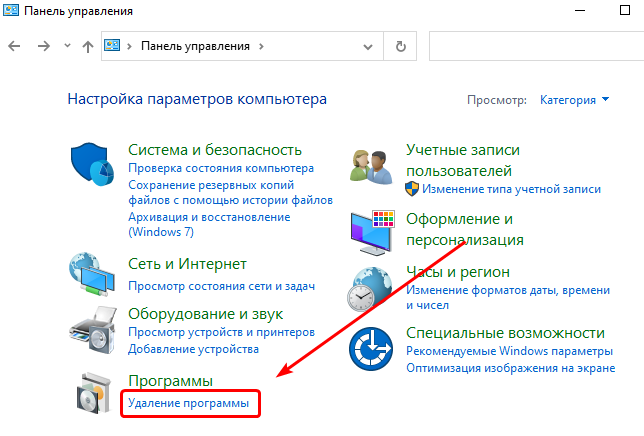 Панель управления
Панель управления
Настройка параметров компьютера
Просмотр: Категория
Система и безопасность
Проверка состояния компьютера
Сохранение резервных копий
файлов с помощью истории файлов
Архивация и восстановление
(Windows 7)
Сеть и Интернет
Просмотр состояния сети и задач
Оборудование и звук
Просмотр устройств и принтеров
Добавление устройства
Программы
Удаление программы
Учетные записи
пользователей
Изменение типа учетной записи
Оформление и
персонализация
Часы и регион
Изменение форматов даты, времени
и чисел
Специальные возможности
Рекомендуемые Windows параметры
Оптимизация изображения на экране